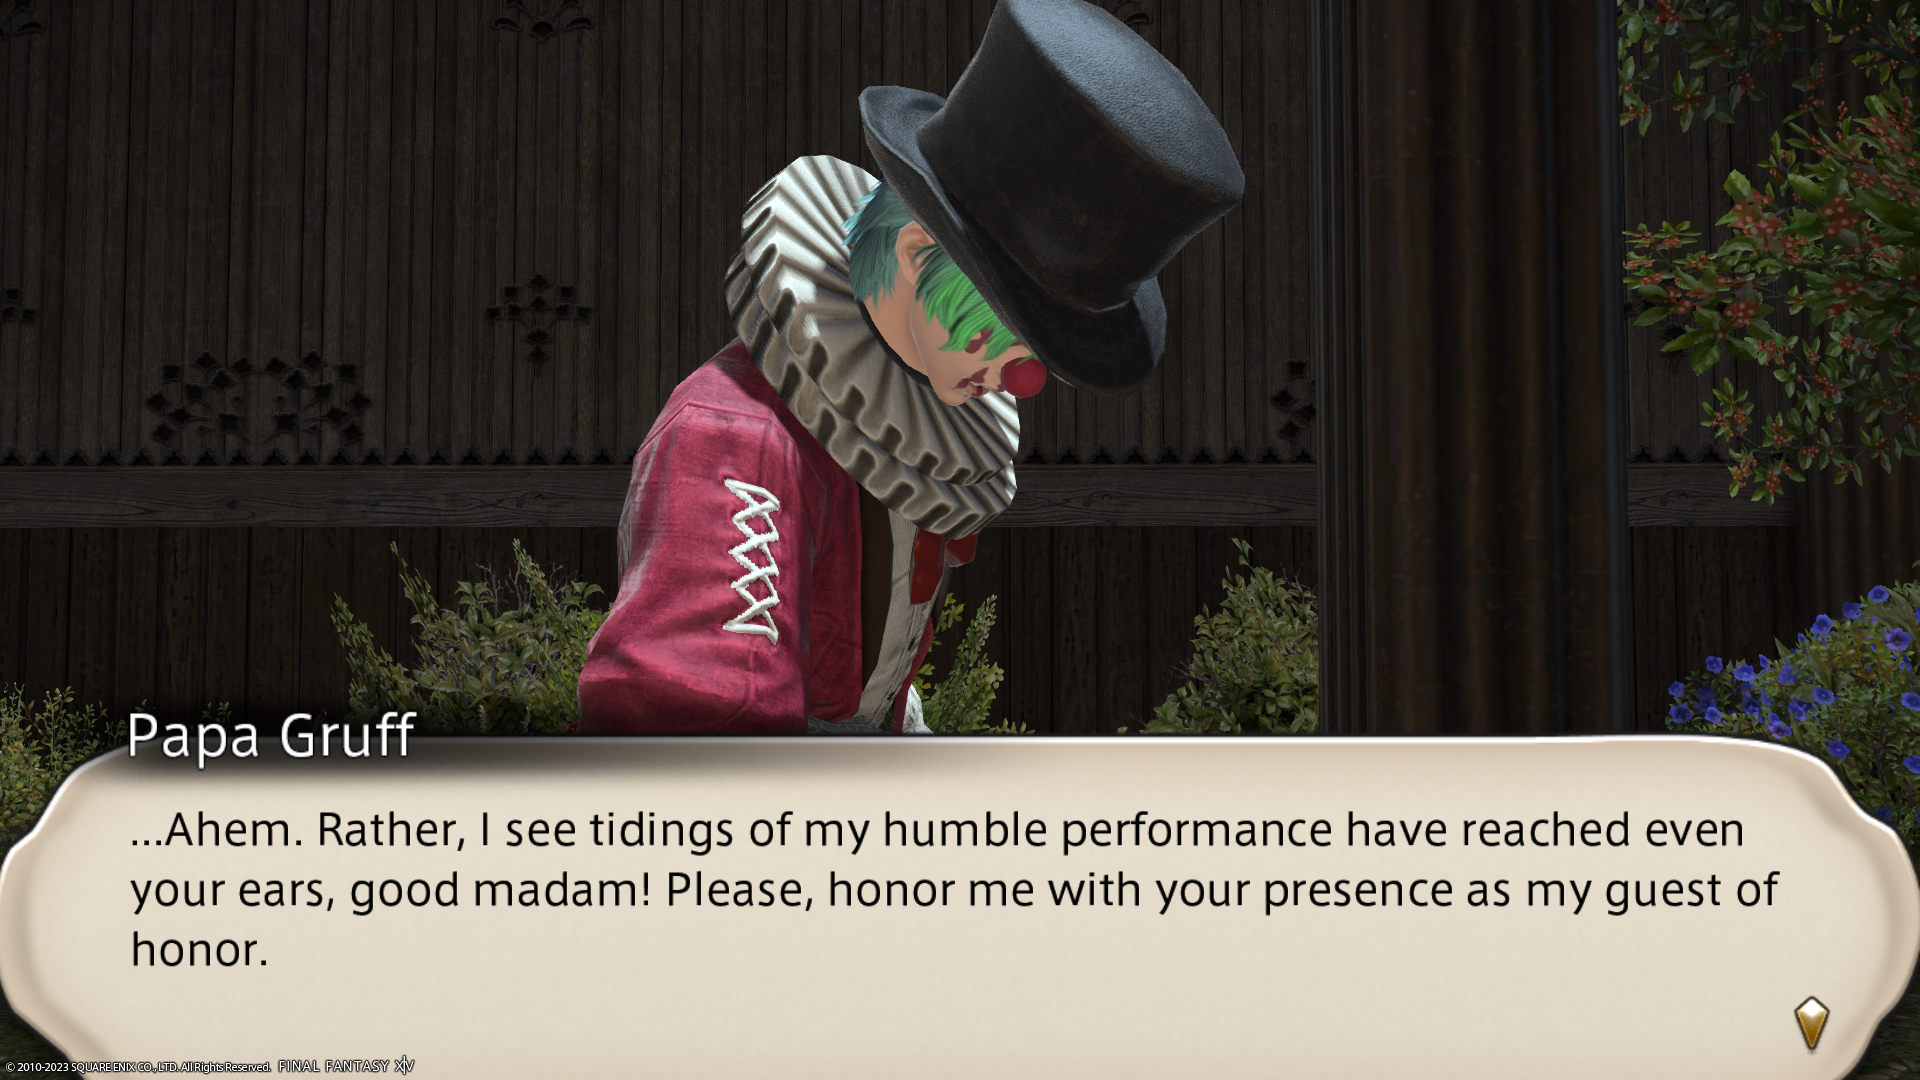 Papa Gruff
...Ahem. Rather, I see tidings of my humble performance have reached even
your ears, good madam! Please, honor me with your presence as my guest of
honor.
© 2010-2023 SQUARE ENIX CO., LTD. All Rights Reserved. FINAL FANTASY XIV